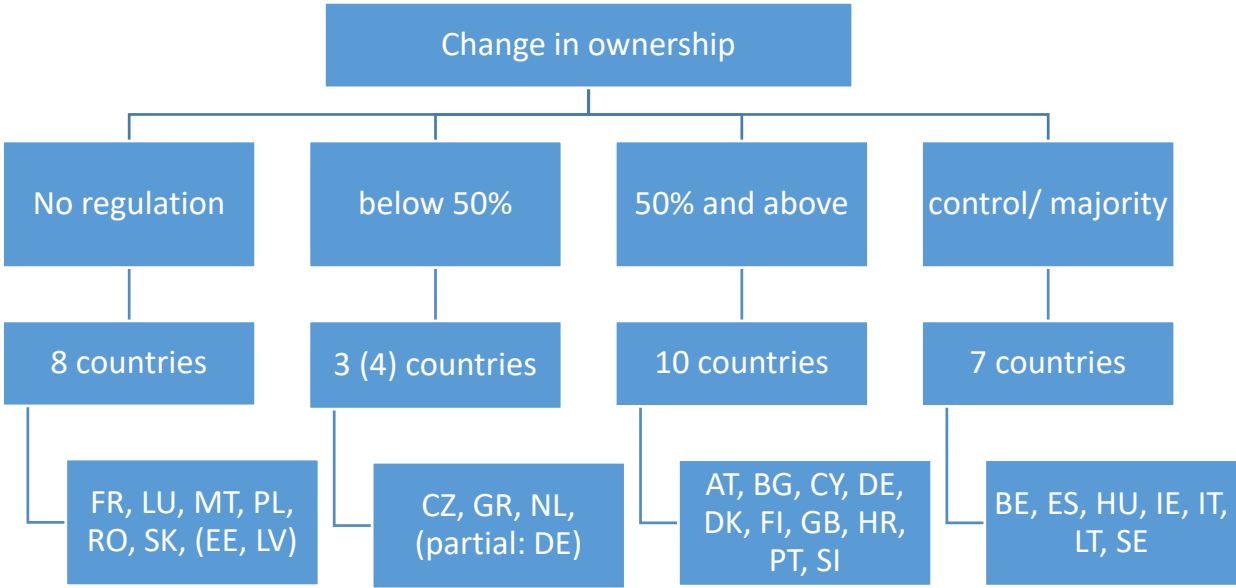 Change in ownership
No regulation
below 50%
50% and above
control/ majority
8 countries
3 (4) countries
10 countries
7 countries
FR, LU, MT, PL,
RO, SK, (EE, LV)
CZ, GR, NL,
(partial: DE)
AT, BG, CY, DE,
DK, FI, GB, HR,
PT, SI
BE, ES, HU, IE, IT,
LT, SE